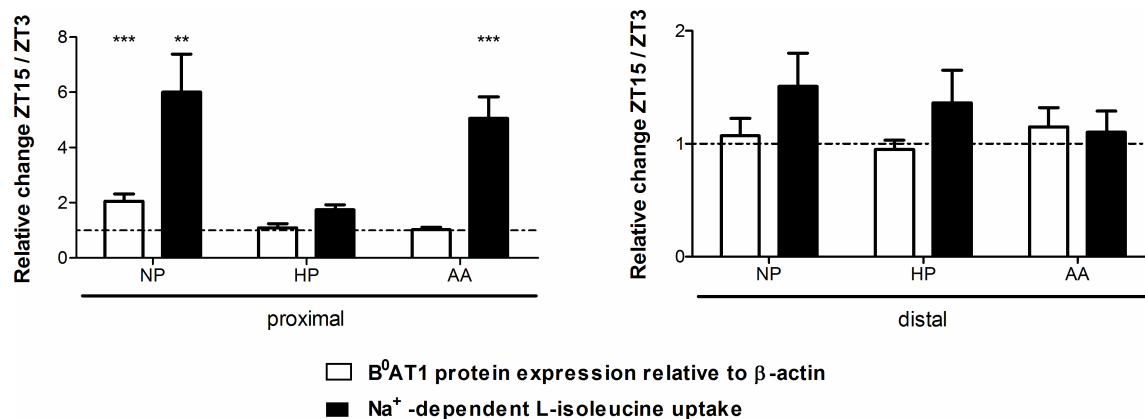 Relative change ZT15 / ZT3
8
6
4
2
0
*** ** ***
NP HP AA
proximal
Relative change ZT15 / ZT3
2
1
0
NP HP AA
distal
B⁰AT1 protein expression relative to β-actin
Na⁺ -dependent L-isoleucine uptake